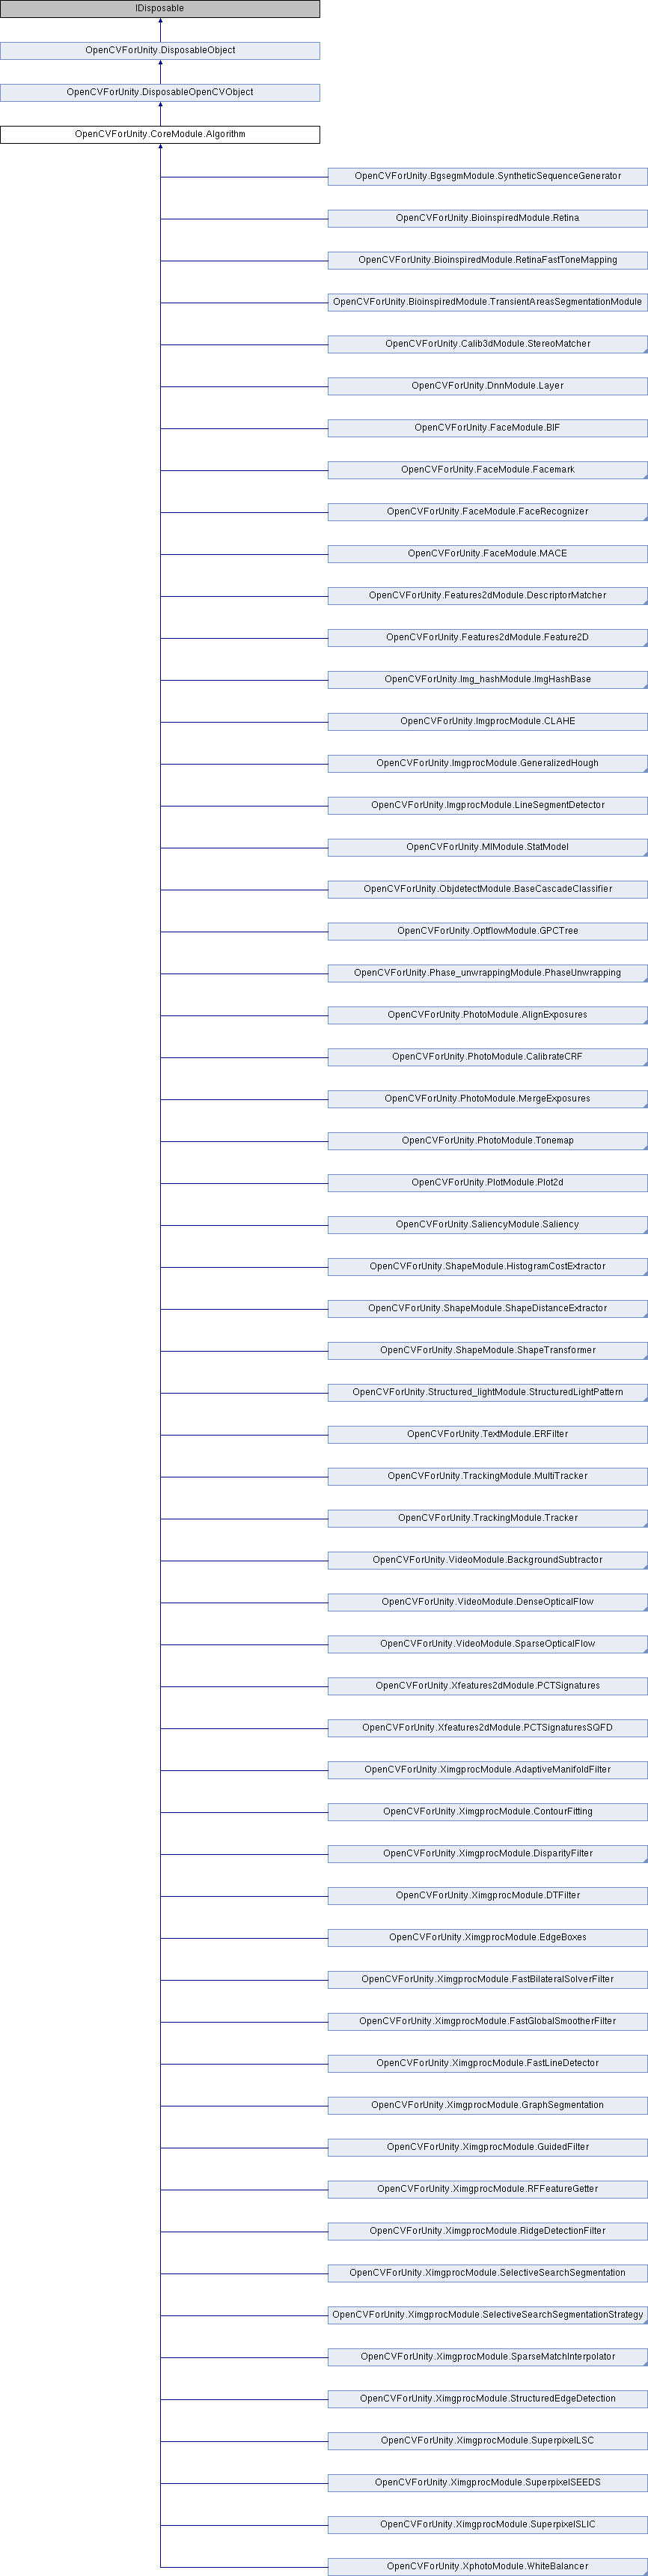 IDisposable
OpenCVForUnity.DisposableObject
OpenCVForUnity.DisposableOpenCVObject
OpenCVForUnity.CoreModule.Algorithm
OpenCVForUnity.BgsegmModule.SyntheticSequenceGenerator
OpenCVForUnity.BioinspiredModule.Retina
OpenCVForUnity.BioinspiredModule.RetinaFastToneMapping
OpenCVForUnity.BioinspiredModule.TransientAreasSegmentationModule
OpenCVForUnity.Calib3dModule.StereoMatcher
OpenCVForUnity.DnnModule.Layer
OpenCVForUnity.FaceModule.BIF
OpenCVForUnity.FaceModule.Facemark
OpenCVForUnity.FaceModule.FaceRecognizer
OpenCVForUnity.FaceModule.MACE
OpenCVForUnity.Features2dModule.DescriptorMatcher
OpenCVForUnity.Features2dModule.Feature2D
OpenCVForUnity.Img_hashModule.ImgHashBase
OpenCVForUnity.ImgprocModule.CLAHE
OpenCVForUnity.ImgprocModule.GeneralizedHough
OpenCVForUnity.ImgprocModule.LineSegmentDetector
OpenCVForUnity.MlModule.StatModel
OpenCVForUnity.ObjdetectModule.BaseCascadeClassifier
OpenCVForUnity.OptflowModule.GPCTree
OpenCVForUnity.Phase_unwrappingModule.PhaseUnwrapping
OpenCVForUnity.PhotoModule.AlignExposures
OpenCVForUnity.PhotoModule.CalibrateCRF
OpenCVForUnity.PhotoModule.MergeExposures
OpenCVForUnity.PhotoModule.Tonemap
OpenCVForUnity.PlotModule.Plot2d
OpenCVForUnity.SaliencyModule.Saliency
OpenCVForUnity.ShapeModule.HistogramCostExtractor
OpenCVForUnity.ShapeModule.ShapeDistanceExtractor
OpenCVForUnity.ShapeModule.ShapeTransformer
OpenCVForUnity.Structured_lightModule.StructuredLightPattern
OpenCVForUnity.TextModule.ERFilter
OpenCVForUnity.TrackingModule.MultiTracker
OpenCVForUnity.TrackingModule.Tracker
OpenCVForUnity.VideoModule.BackgroundSubtractor
OpenCVForUnity.VideoModule.DenseOpticalFlow
OpenCVForUnity.VideoModule.SparseOpticalFlow
OpenCVForUnity.Xfeatures2dModule.PCTSignatures
OpenCVForUnity.Xfeatures2dModule.PCTSignaturesSQFD
OpenCVForUnity.XimgprocModule.AdaptiveManifoldFilter
OpenCVForUnity.XimgprocModule.ContourFitting
OpenCVForUnity.XimgprocModule.DisparityFilter
OpenCVForUnity.XimgprocModule.DTFilter
OpenCVForUnity.XimgprocModule.EdgeBoxes
OpenCVForUnity.XimgprocModule.FastBilateralSolverFilter
OpenCVForUnity.XimgprocModule.FastGlobalSmootherFilter
OpenCVForUnity.XimgprocModule.FastLineDetector
OpenCVForUnity.XimgprocModule.GraphSegmentation
OpenCVForUnity.XimgprocModule.GuidedFilter
OpenCVForUnity.XimgprocModule.RFFeatureGetter
OpenCVForUnity.XimgprocModule.RidgeDetectionFilter
OpenCVForUnity.XimgprocModule.SelectiveSearchSegmentation
OpenCVForUnity.XimgprocModule.SelectiveSearchSegmentationStrategy
OpenCVForUnity.XimgprocModule.SparseMatchInterpolator
OpenCVForUnity.XimgprocModule.StructuredEdgeDetection
OpenCVForUnity.XimgprocModule.SuperpixelLSC
OpenCVForUnity.XimgprocModule.SuperpixelSEEDS
OpenCVForUnity.XimgprocModule.SuperpixelSLIC
OpenCVForUnity.XphotoModule.WhiteBalancer